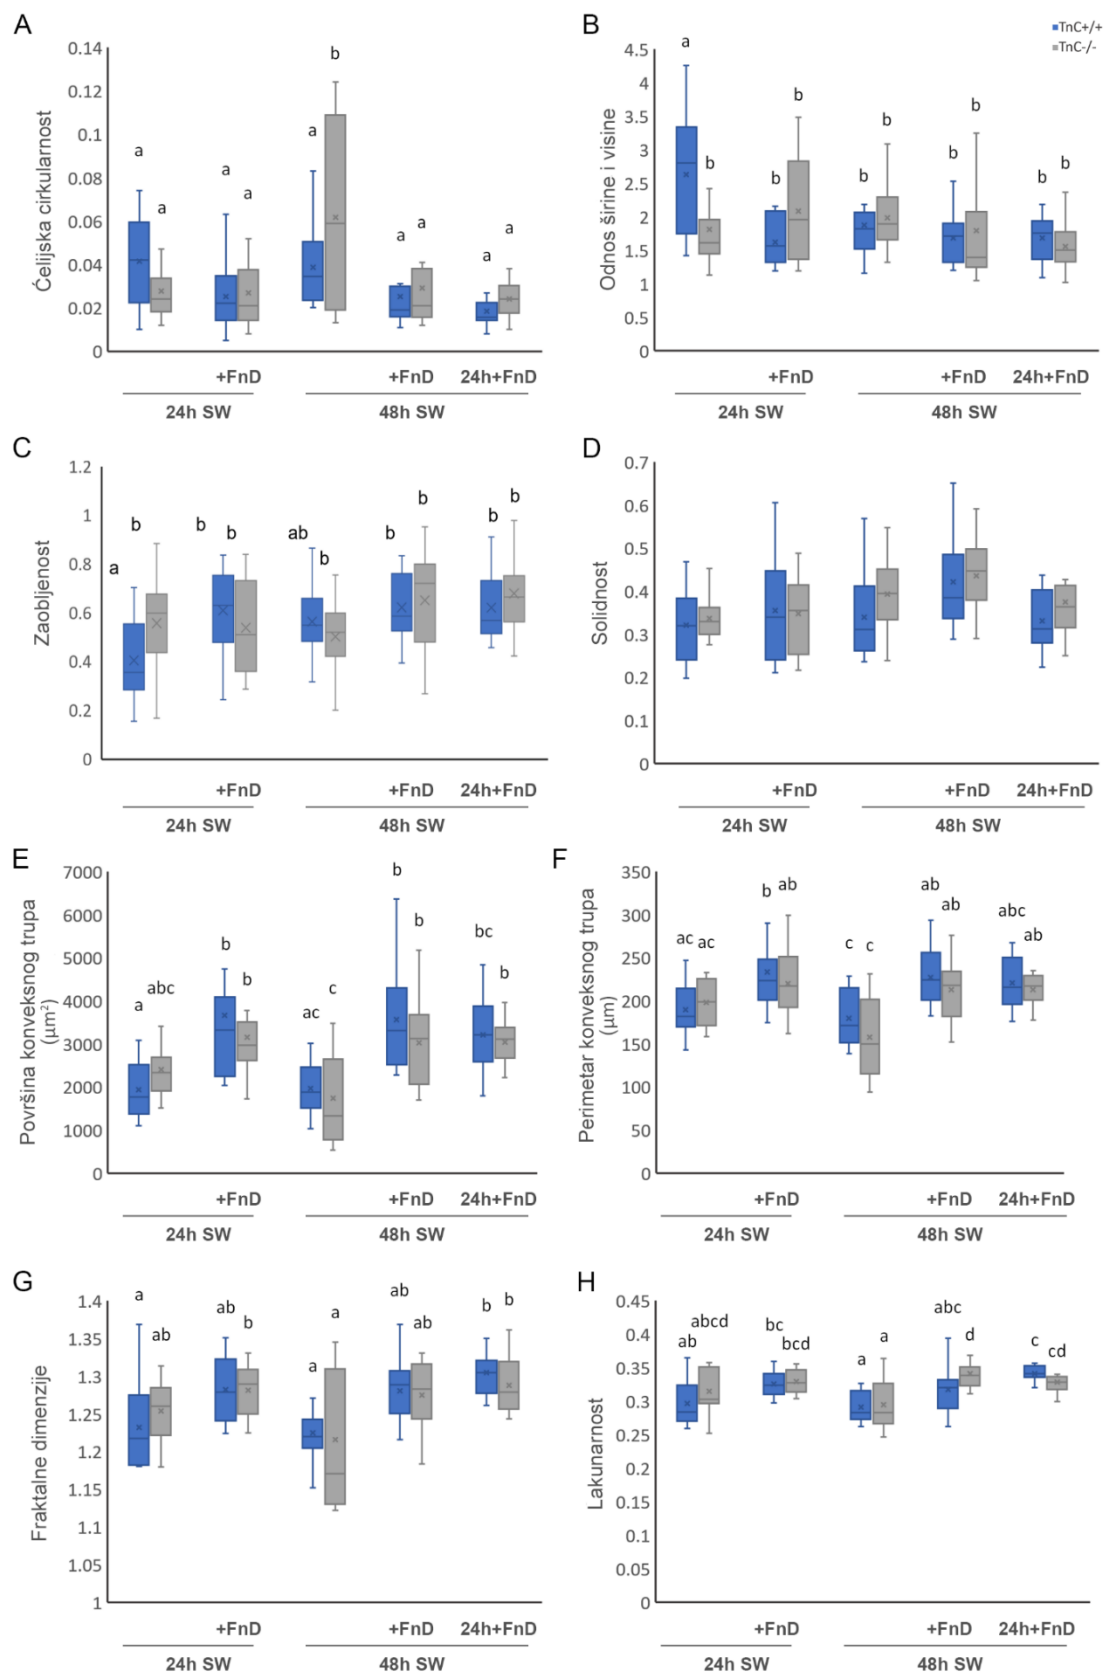 A
Ćelijska cirkularnost
0.14
0.12
0.1
0.08
0.06
0.04
0.02
0
a
a
a
a
a
b
a
a
a
a
+FnD
+FnD
24h+FnD
24h SW
48h SW
B
TnC+/+
TnC-/-
Odnos širine i visine
4.5
4
3.5
3
2.5
2
1.5
1
0.5
0
a
b
b
b
b
b
b
b
b
b
+FnD
+FnD
24h+FnD
24h SW
48h SW
C
Zaobljenost
1.2
1
0.8
0.6
0.4
0.2
0
a
b
b
b
ab
b
b
b
b
b
+FnD
+FnD
24h+FnD
24h SW
48h SW
D
Solidnost
0.7
0.6
0.5
0.4
0.3
0.2
0.1
0
+FnD
+FnD
24h+FnD
24h SW
48h SW
E
Površina konveksnog trupa
(µm²)
7000
6000
5000
4000
3000
2000
1000
0
a
abc
b
b
ac
c
b
b
bc
b
+FnD
+FnD
24h+FnD
24h SW
48h SW
F
Perimetar konveksnog trupa
(µm)
350
300
250
200
150
100
50
0
ac
ac
b
ab
c
c
ab
ab
abc
ab
+FnD
+FnD
24h+FnD
24h SW
48h SW
G
Fraktalne dimenzije
1.4
1.35
1.3
1.25
1.2
1.15
1.1
1.05
1
a
ab
ab
b
a
a
ab
ab
b
b
+FnD
+FnD
24h+FnD
24h SW
48h SW
H
Lakunarnost
0.45
0.4
0.35
0.3
0.25
0.2
0.15
0.1
0.05
0
ab
abcd
bc
bcd
a
a
abc
d
c
cd
+FnD
+FnD
24h+FnD
24h SW
48h SW